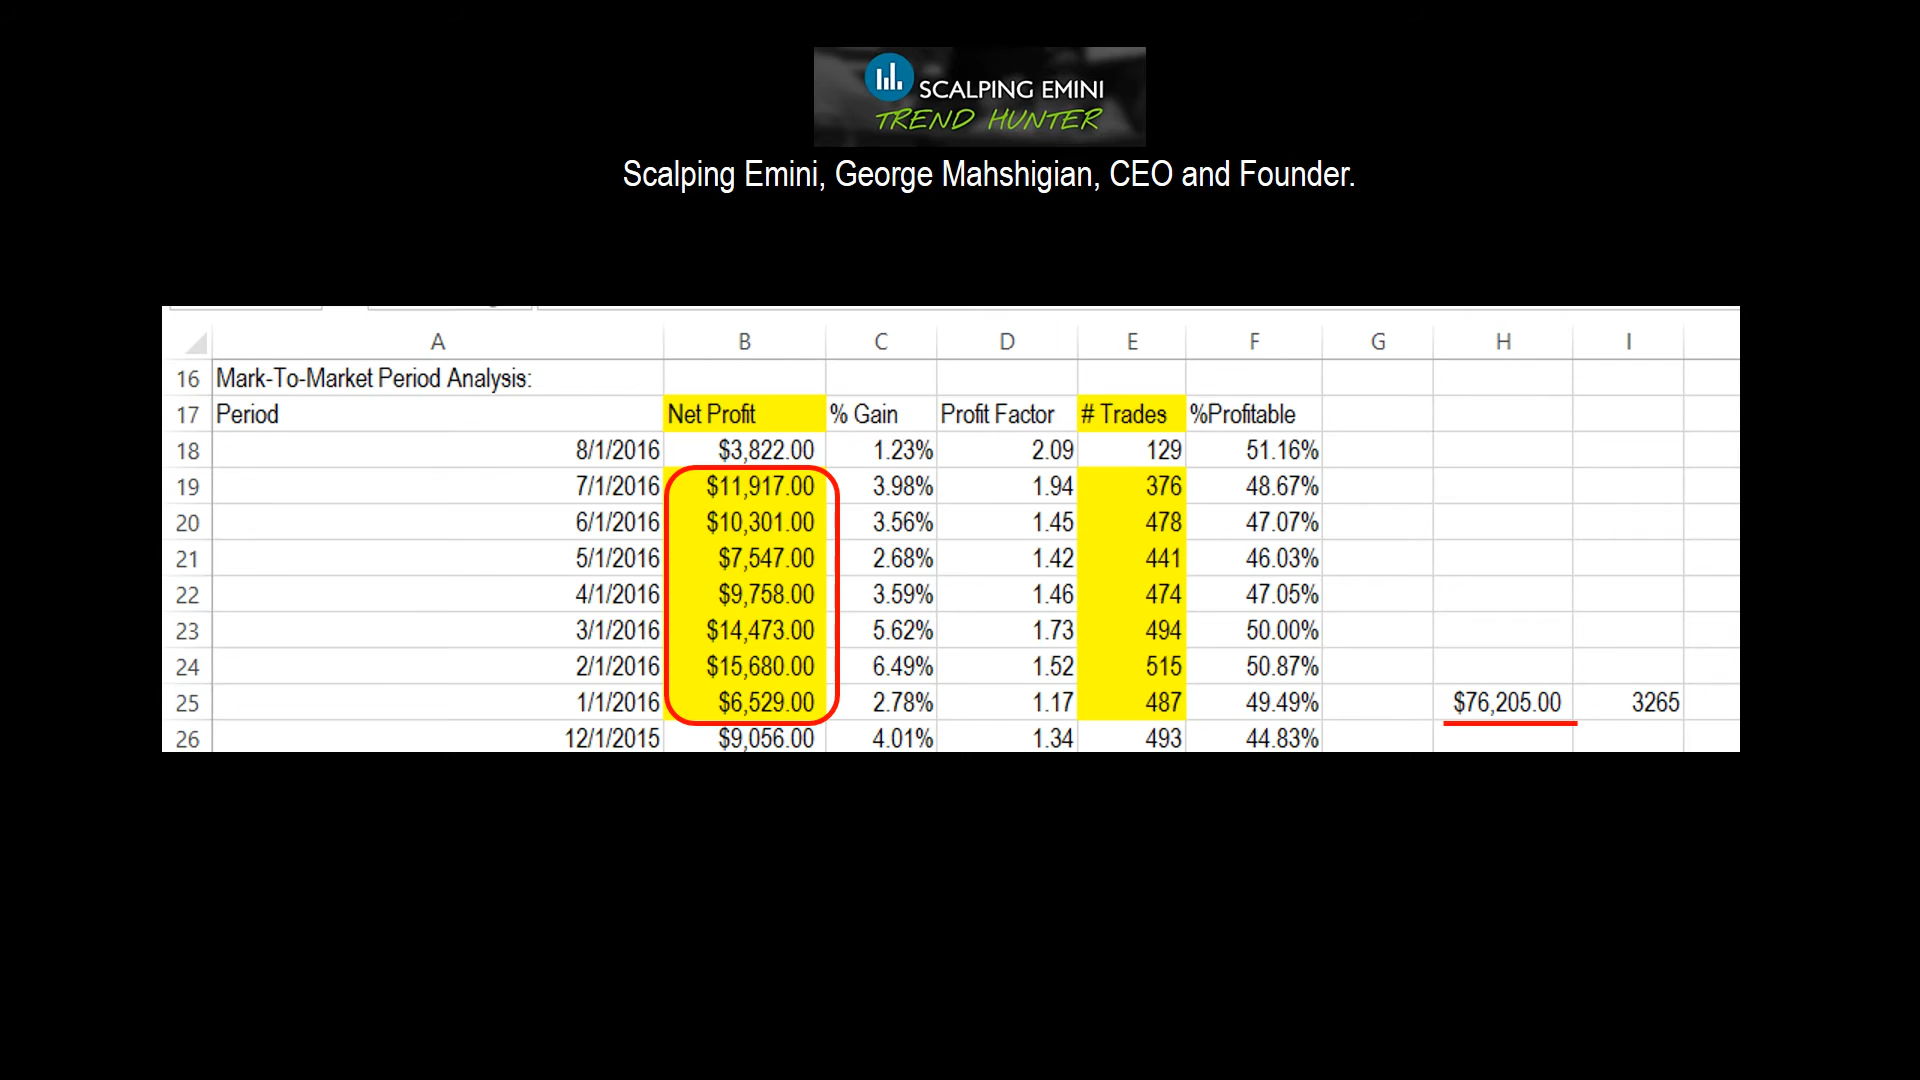 SCALPING EMINI
TREND HUNTER
Scalping Emini, George Mahshigian, CEO and Founder.
A B C D E F G H I
16 Mark-To-Market Period Analysis:
17 Period Net Profit % Gain Profit Factor # Trades %Profitable
18 8/1/2016 $3,822.00 1.23% 2.09 129 51.16%
19 7/1/2016 $11,917.00 3.98% 1.94 376 48.67%
20 6/1/2016 $10,301.00 3.56% 1.45 478 47.07%
21 5/1/2016 $7,547.00 2.68% 1.42 441 46.03%
22 4/1/2016 $9,758.00 3.59% 1.46 474 47.05%
23 3/1/2016 $14,473.00 5.62% 1.73 494 50.00%
24 2/1/2016 $15,680.00 6.49% 1.52 515 50.87%
25 1/1/2016 $6,529.00 2.78% 1.17 487 49.49% $76,205.00 3265
26 12/1/2015 $9,056.00 4.01% 1.34 493 44.83%